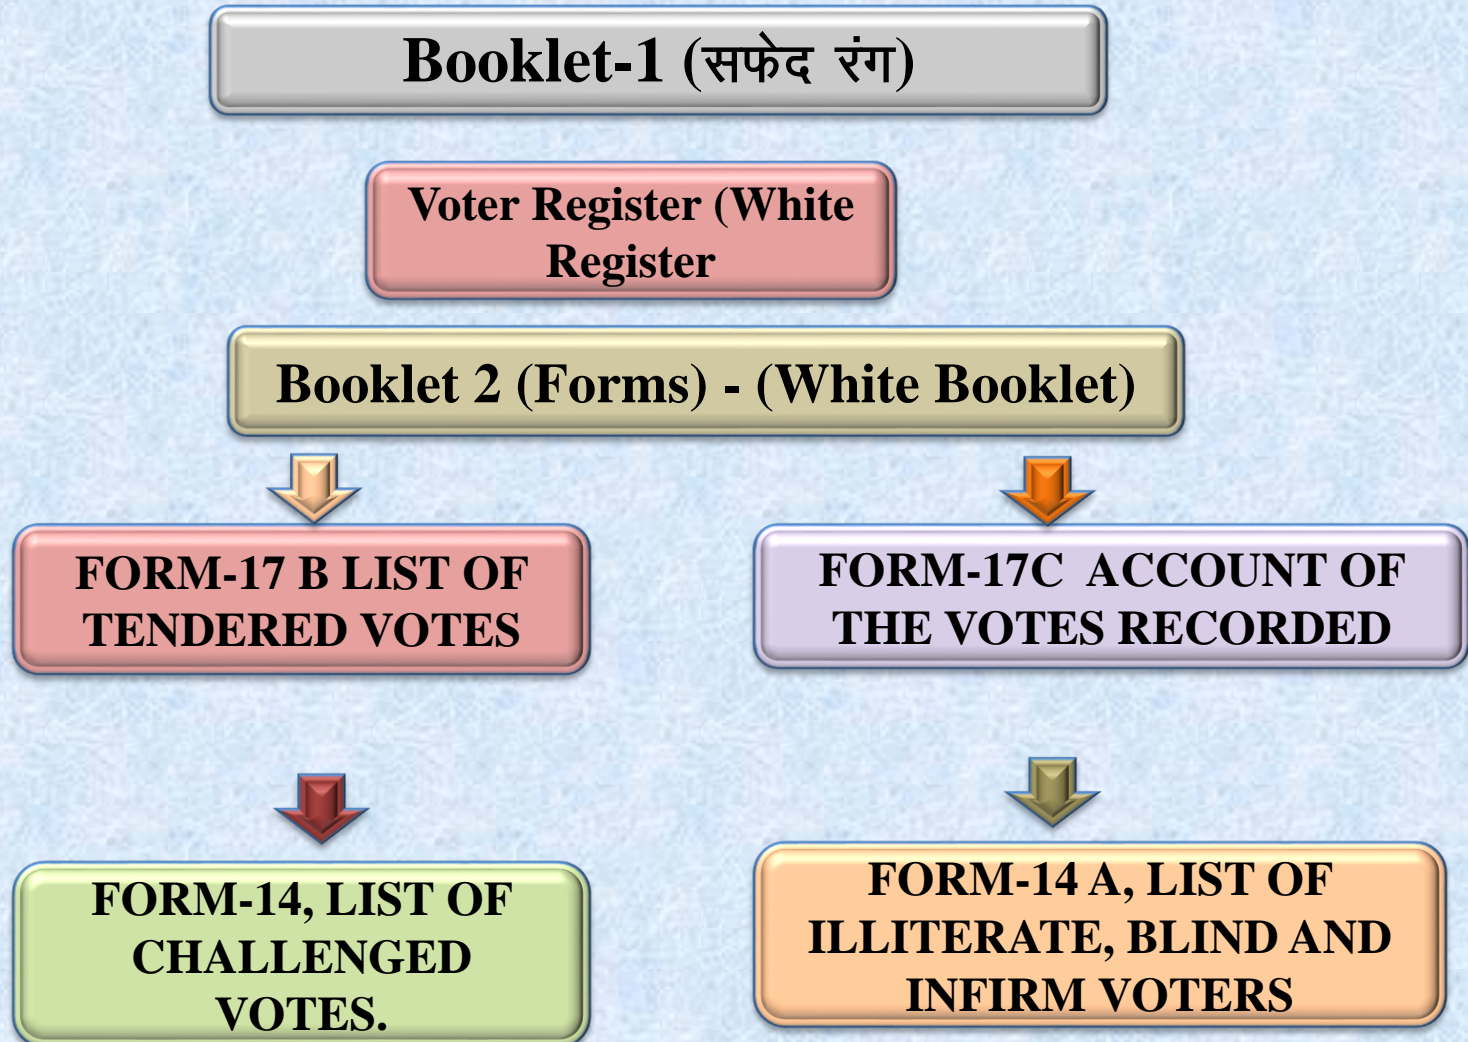 Booklet-1 (सफेद रंग)
Voter Register (White
Register
Booklet 2 (Forms) - (White Booklet)
FORM-17 B LIST OF
TENDERED VOTES
FORM-17C ACCOUNT OF
THE VOTES RECORDED
FORM-14, LIST OF
CHALLENGED
VOTES.
FORM-14 A, LIST OF
ILLITERATE, BLIND AND
INFIRM VOTERS